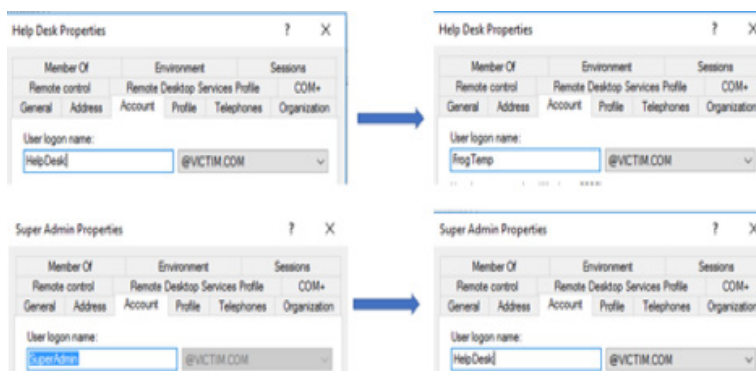 Help Desk Properties ? X
Member Of Environment Sessions
Remote control Remote Desktop Services Profile COM+
General Address Account Profile Telephones Organization
User logon name:
HelpDesk @VICTIM.COM
Help Desk Properties ? X
Member Of Environment Sessions
Remote control Remote Desktop Services Profile COM+
General Address Account Profile Telephones Organization
User logon name:
FrogTemp @VICTIM.COM
Super Admin Properties ? X
Member Of Environment Sessions
Remote control Remote Desktop Services Profile COM+
General Address Account Profile Telephones Organization
User logon name:
SuperAdmin @VICTIM.COM
Super Admin Properties ? X
Member Of Environment Sessions
Remote control Remote Desktop Services Profile COM+
General Address Account Profile Telephones Organization
User logon name:
HelpDesk @VICTIM.COM